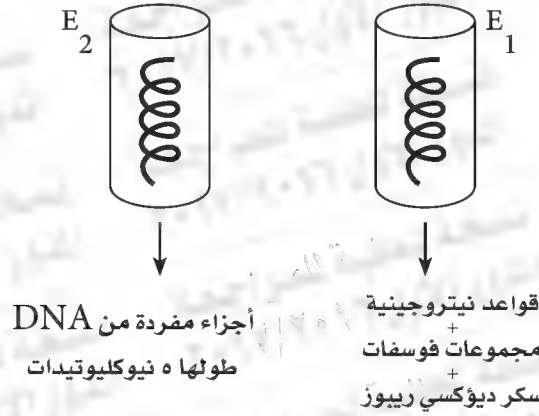 E1
E2
قواعد نيتروجينية
+
مجموعات فوسفات
+
سكر ديؤكسي ريبوز
أجزاء مفردة من DNA
طولها ٥ نيوكليوتيدات